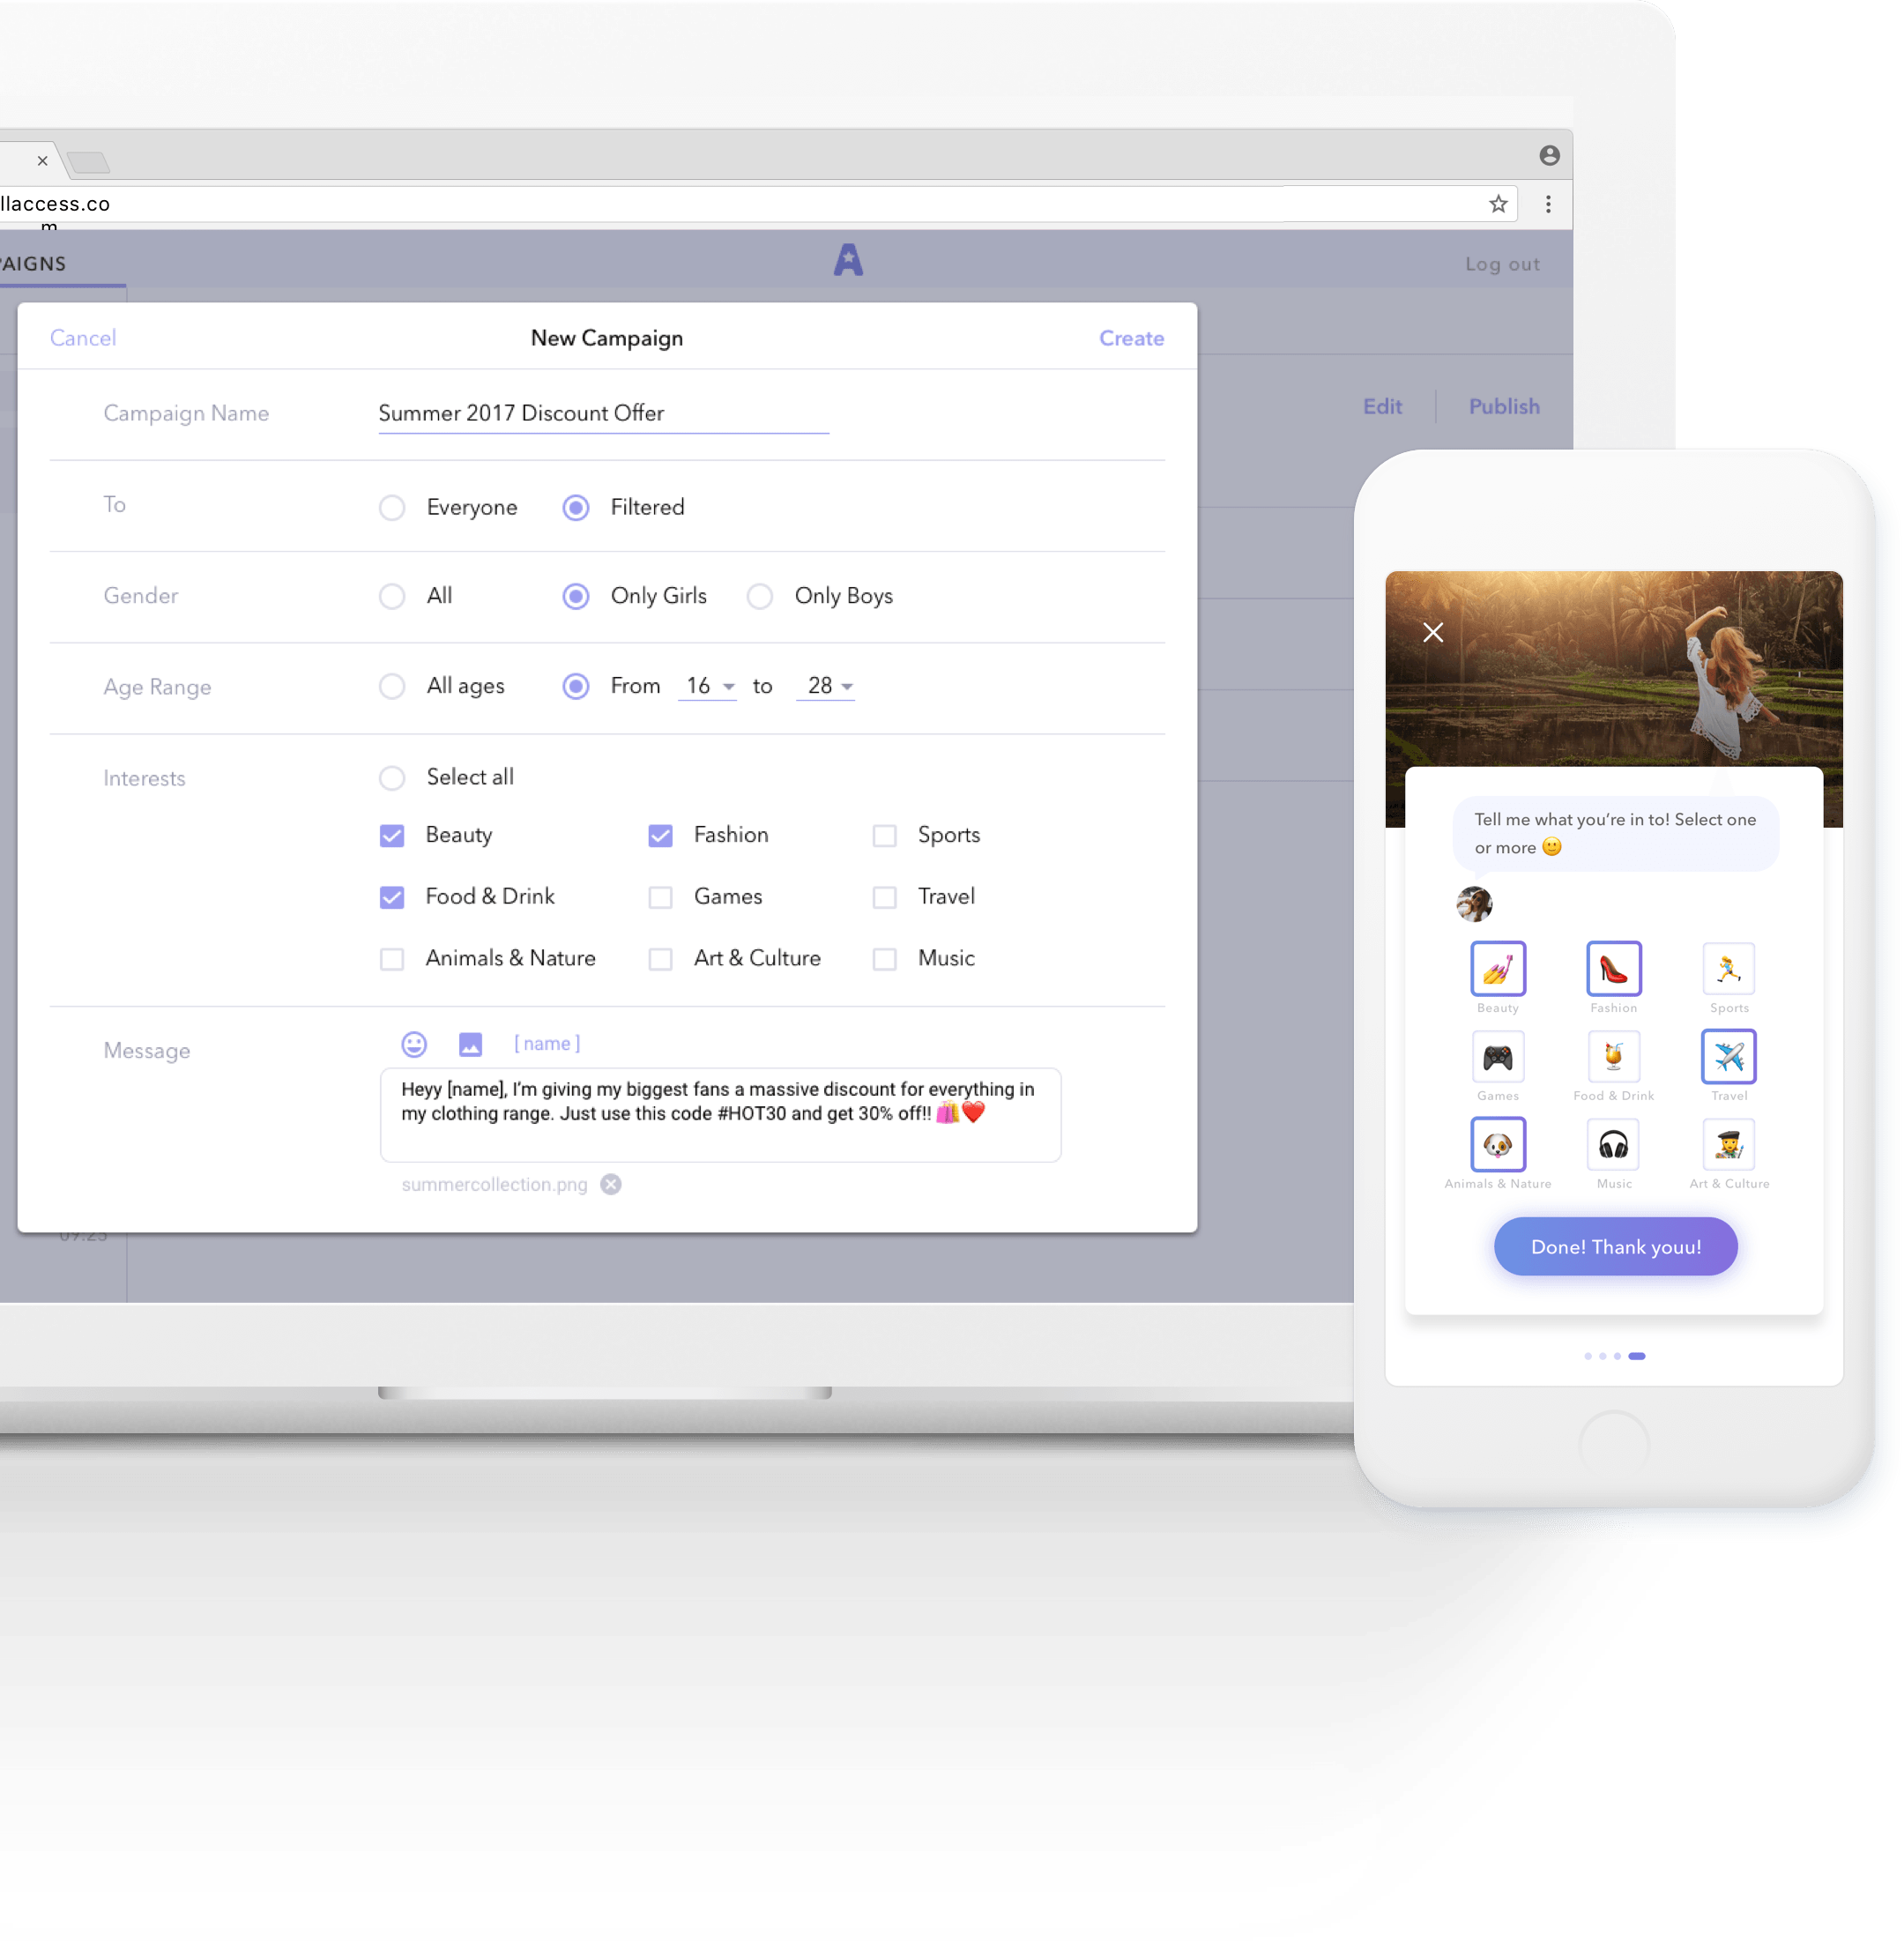 llaccess.co
m
AIGNS
A
Log out
Cancel
New Campaign
Create
Campaign Name
Summer 2017 Discount Offer
Edit
Publish
To
Everyone
Filtered
Gender
All
Only Girls
Only Boys
Age Range
All ages
From 16 to 28
Interests
Select all
Beauty
Fashion
Sports
Food & Drink
Games
Travel
Animals & Nature
Art & Culture
Music
Message
[ name ]
Heyy [name], I’m giving my biggest fans a massive discount for everything in
my clothing range. Just use this code #HOT30 and get 30% off!! 🛍️❤️
summercollection.png
09:25
Tell me what you’re in to! Select one
or more 🙂
Beauty
Fashion
Sports
Games
Food & Drink
Travel
Animals & Nature
Music
Art & Culture
Done! Thank youu!